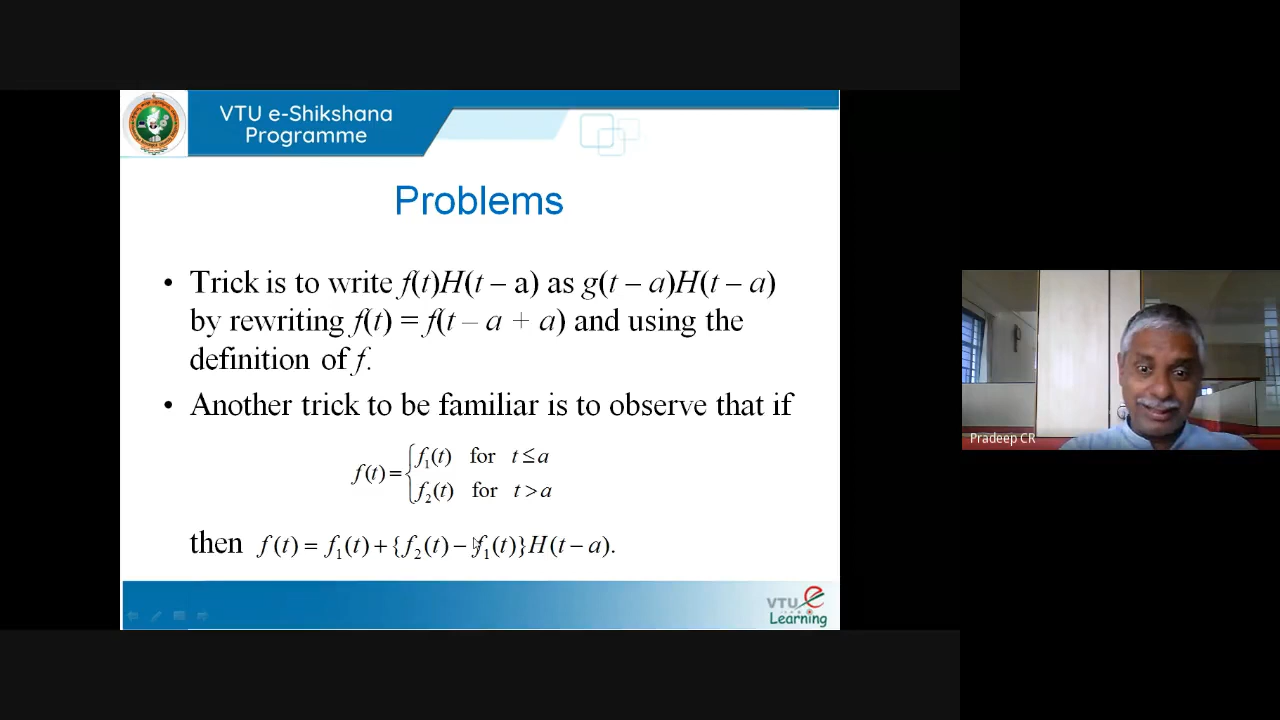 VTU e-Shikshana
Programme
Problems
• Trick is to write f(t)H(t – a) as g(t – a)H(t – a)
by rewriting f(t) = f(t – a + a) and using the
definition of f.
• Another trick to be familiar is to observe that if
f(t) = { f₁(t) for t ≤ a
f₂(t) for t > a
then f(t) = f₁(t) + {f₂(t) – f₁(t)}H(t – a).
VTU e
Learning
Pradeep CR